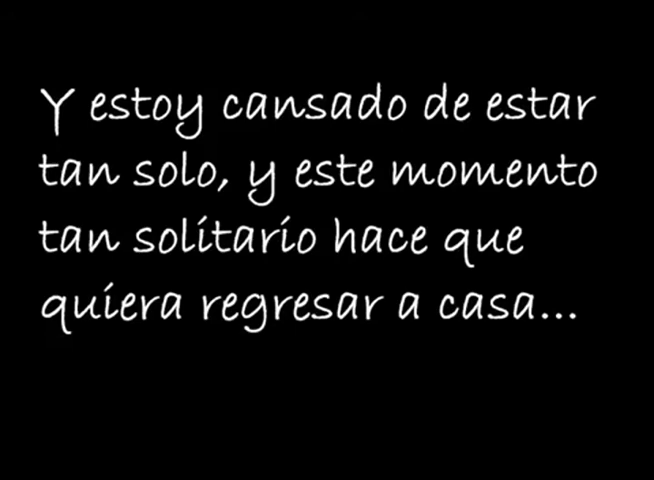 Y estoy cansado de estar
tan solo, y este momento
tan solitario hace que
quiera regresar a casa...